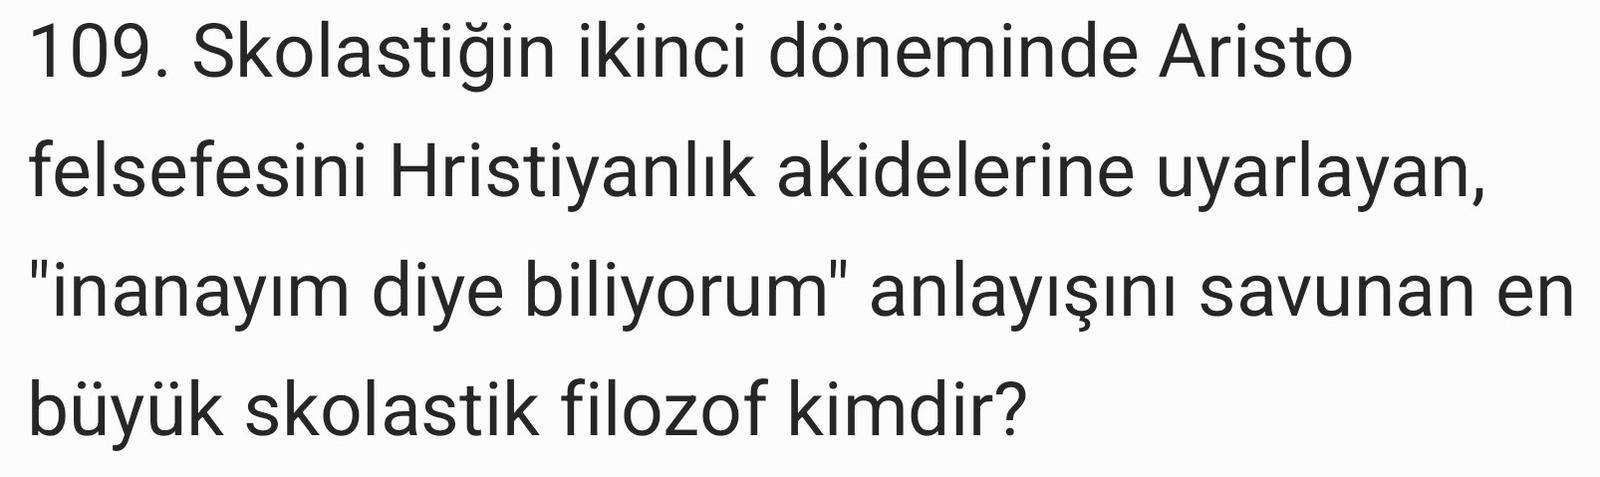 109. Skolastiğin ikinci döneminde Aristo
felsefesini Hristiyanlık akidelerine uyarlayan,
"inanayım diye biliyorum" anlayışını savunan en
büyük skolastik filozof kimdir?